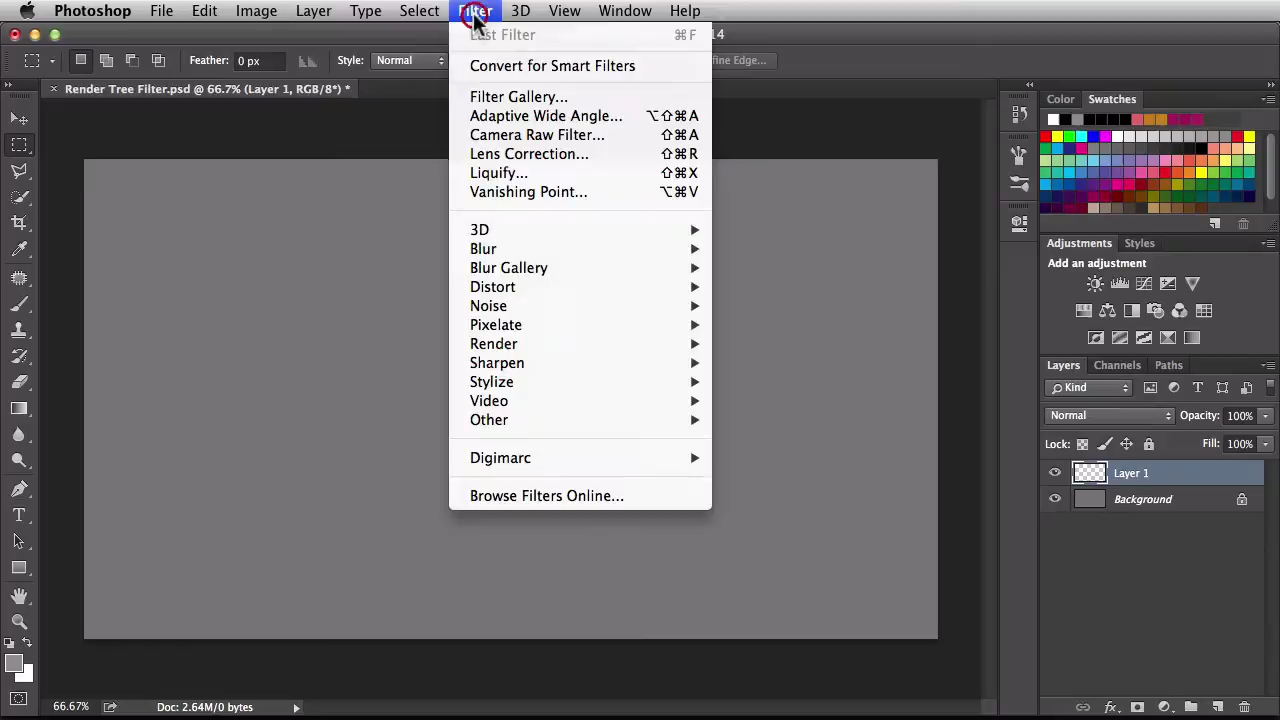 Photoshop File Edit Image Layer Type Select Filter 3D View Window Help
14
Feather: 0 px Style: Normal fine Edge...
× Render Tree Filter.psd @ 66.7% (Layer 1, RGB/8*) *
Last Filter ⌘F
Convert for Smart Filters
Filter Gallery...
Adaptive Wide Angle... ⌥⇧⌘A
Camera Raw Filter... ⇧⌘A
Lens Correction... ⇧⌘R
Liquify... ⇧⌘X
Vanishing Point... ⌥⌘V
3D
Blur
Blur Gallery
Distort
Noise
Pixelate
Render
Sharpen
Stylize
Video
Other
Digimarc
Browse Filters Online...
Color Swatches
Adjustments Styles
Add an adjustment
Layers Channels Paths
Kind
Normal Opacity: 100%
Lock: Fill: 100%
Layer 1
Background
66.67% Doc: 2.64M/0 bytes